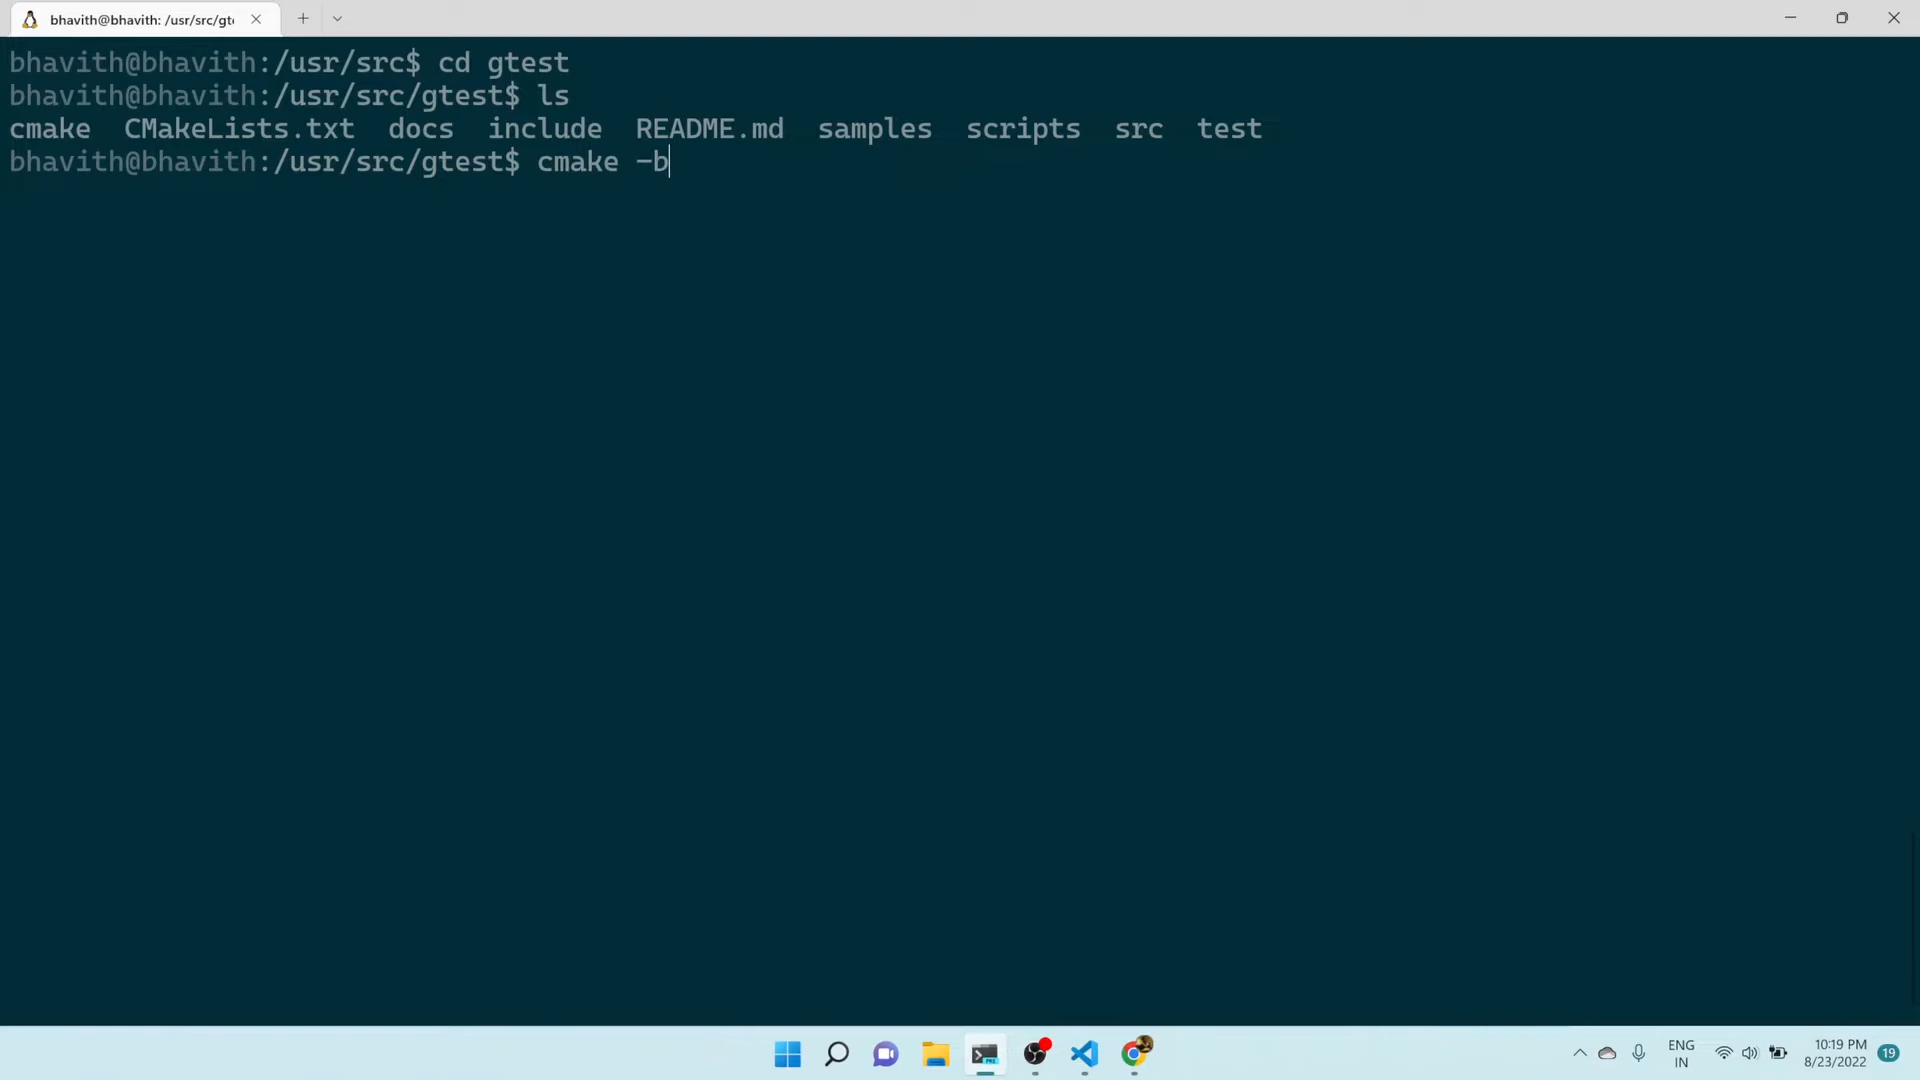 bhavith@bhavith: /usr/src/gte
bhavith@bhavith:/usr/src$ cd gtest
bhavith@bhavith:/usr/src/gtest$ ls
cmake CMakeLists.txt docs include README.md samples scripts src test
bhavith@bhavith:/usr/src/gtest$ cmake -b
ENG
IN
10:19 PM
8/23/2022
19